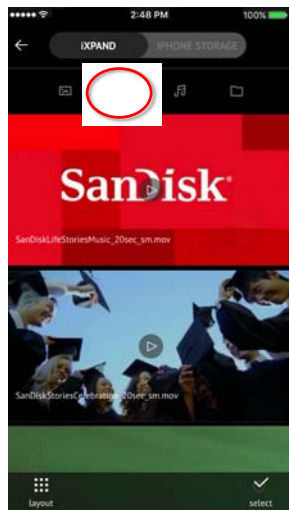 2:48 PM
100%
iXPAND
IPHONE STORAGE
SanDisk
SanDiskLifeStoriesMusic_20sec_sm.mov
SanDiskStoriesCelebration_20sec_sm.mov
layout
select